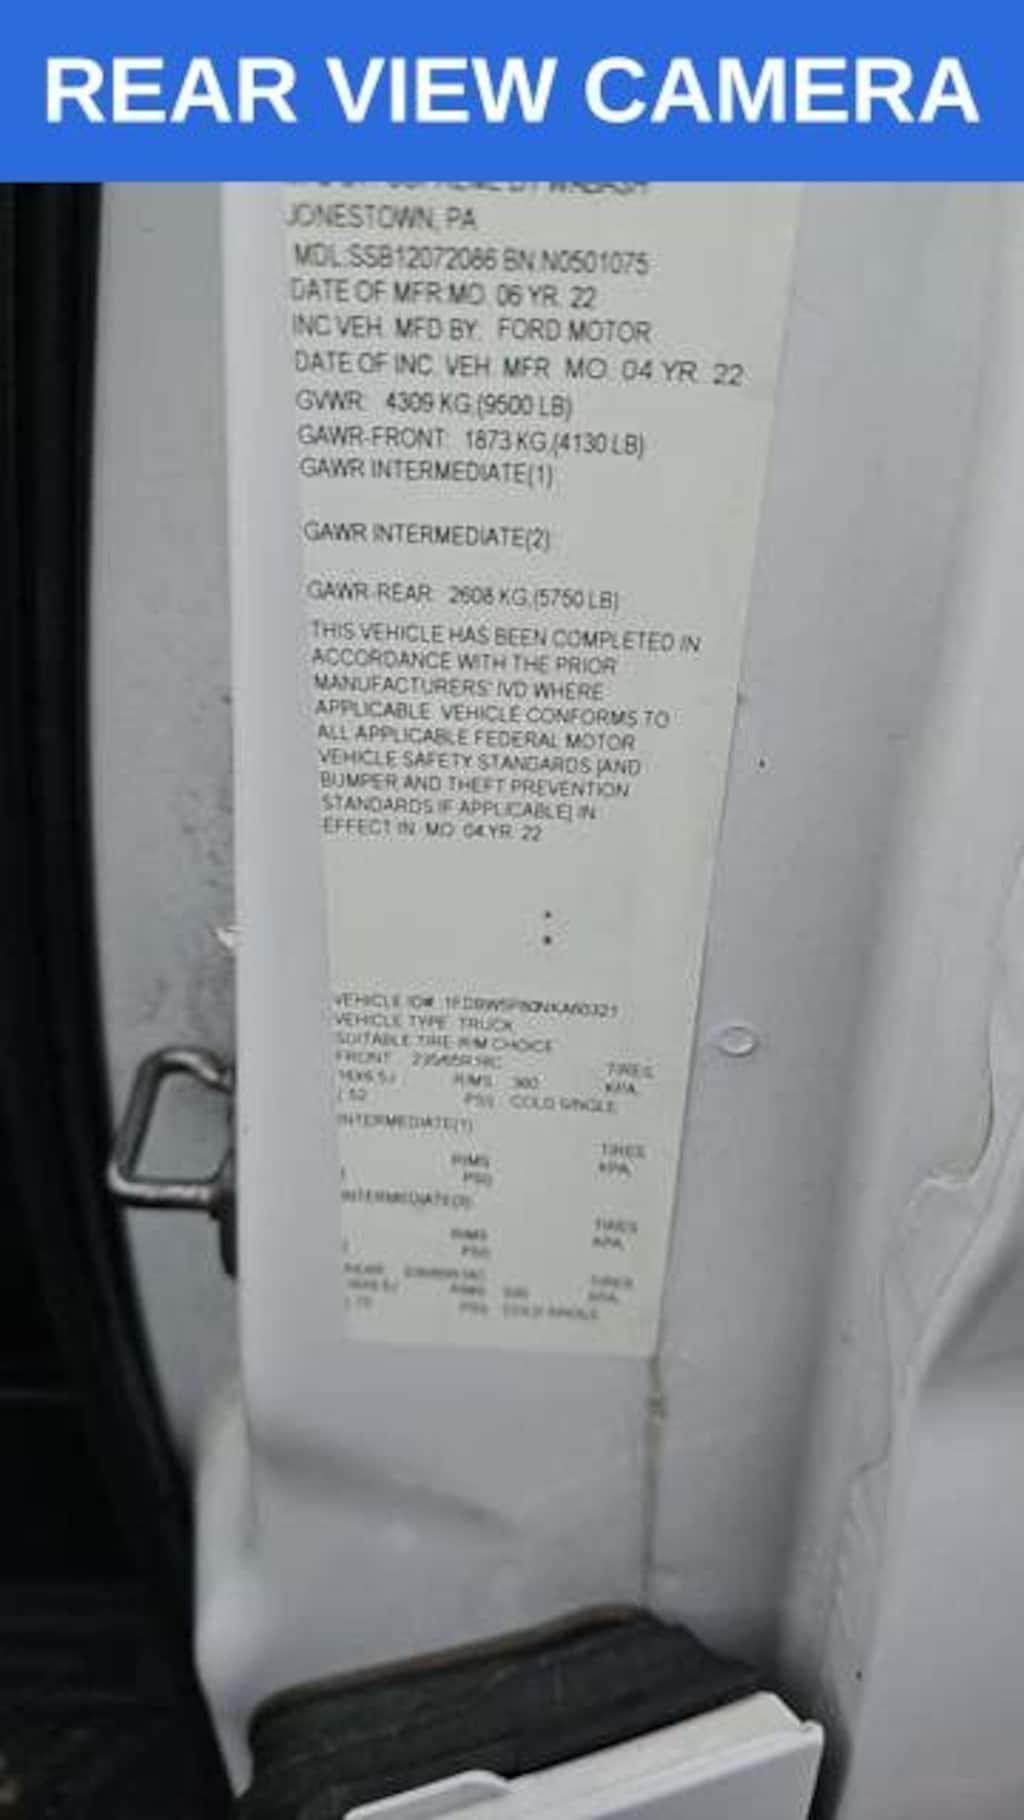 REAR VIEW CAMERA
JONESTOWN, PA
MDL:SSB12072086 BN:N0501075
DATE OF MFR:MO. 06 YR. 22
INC VEH. MFD BY: FORD MOTOR
DATE OF INC. VEH. MFR. MO. 04 YR. 22
GVWR: 4309 KG.(9500 LB)
GAWR-FRONT: 1873 KG.(4130 LB)
GAWR INTERMEDIATE(1)
GAWR INTERMEDIATE(2)
GAWR-REAR: 2608 KG.(5750 LB)
THIS VEHICLE HAS BEEN COMPLETED IN
ACCORDANCE WITH THE PRIOR
MANUFACTURERS' IVD WHERE
APPLICABLE. VEHICLE CONFORMS TO
ALL APPLICABLE FEDERAL MOTOR
VEHICLE SAFETY STANDARDS [AND
BUMPER AND THEFT PREVENTION
STANDARDS IF APPLICABLE] IN
EFFECT IN: MO. 04 YR. 22
VEHICLE ID#
VEHICLE TYPE: TRUCK
SUITABLE TIRE-RIM CHOICE
FRONT TIRES
16X6.5J RIMS 360 KPA,
( 52 PSI) COLD SINGLE
INTERMEDIATE(1) TIRES
RIMS KPA,
( PSI)
INTERMEDIATE(2) TIRES
RIMS KPA,
( PSI)
REAR TIRES
RIMS KPA,
PSI) COLD SINGLE